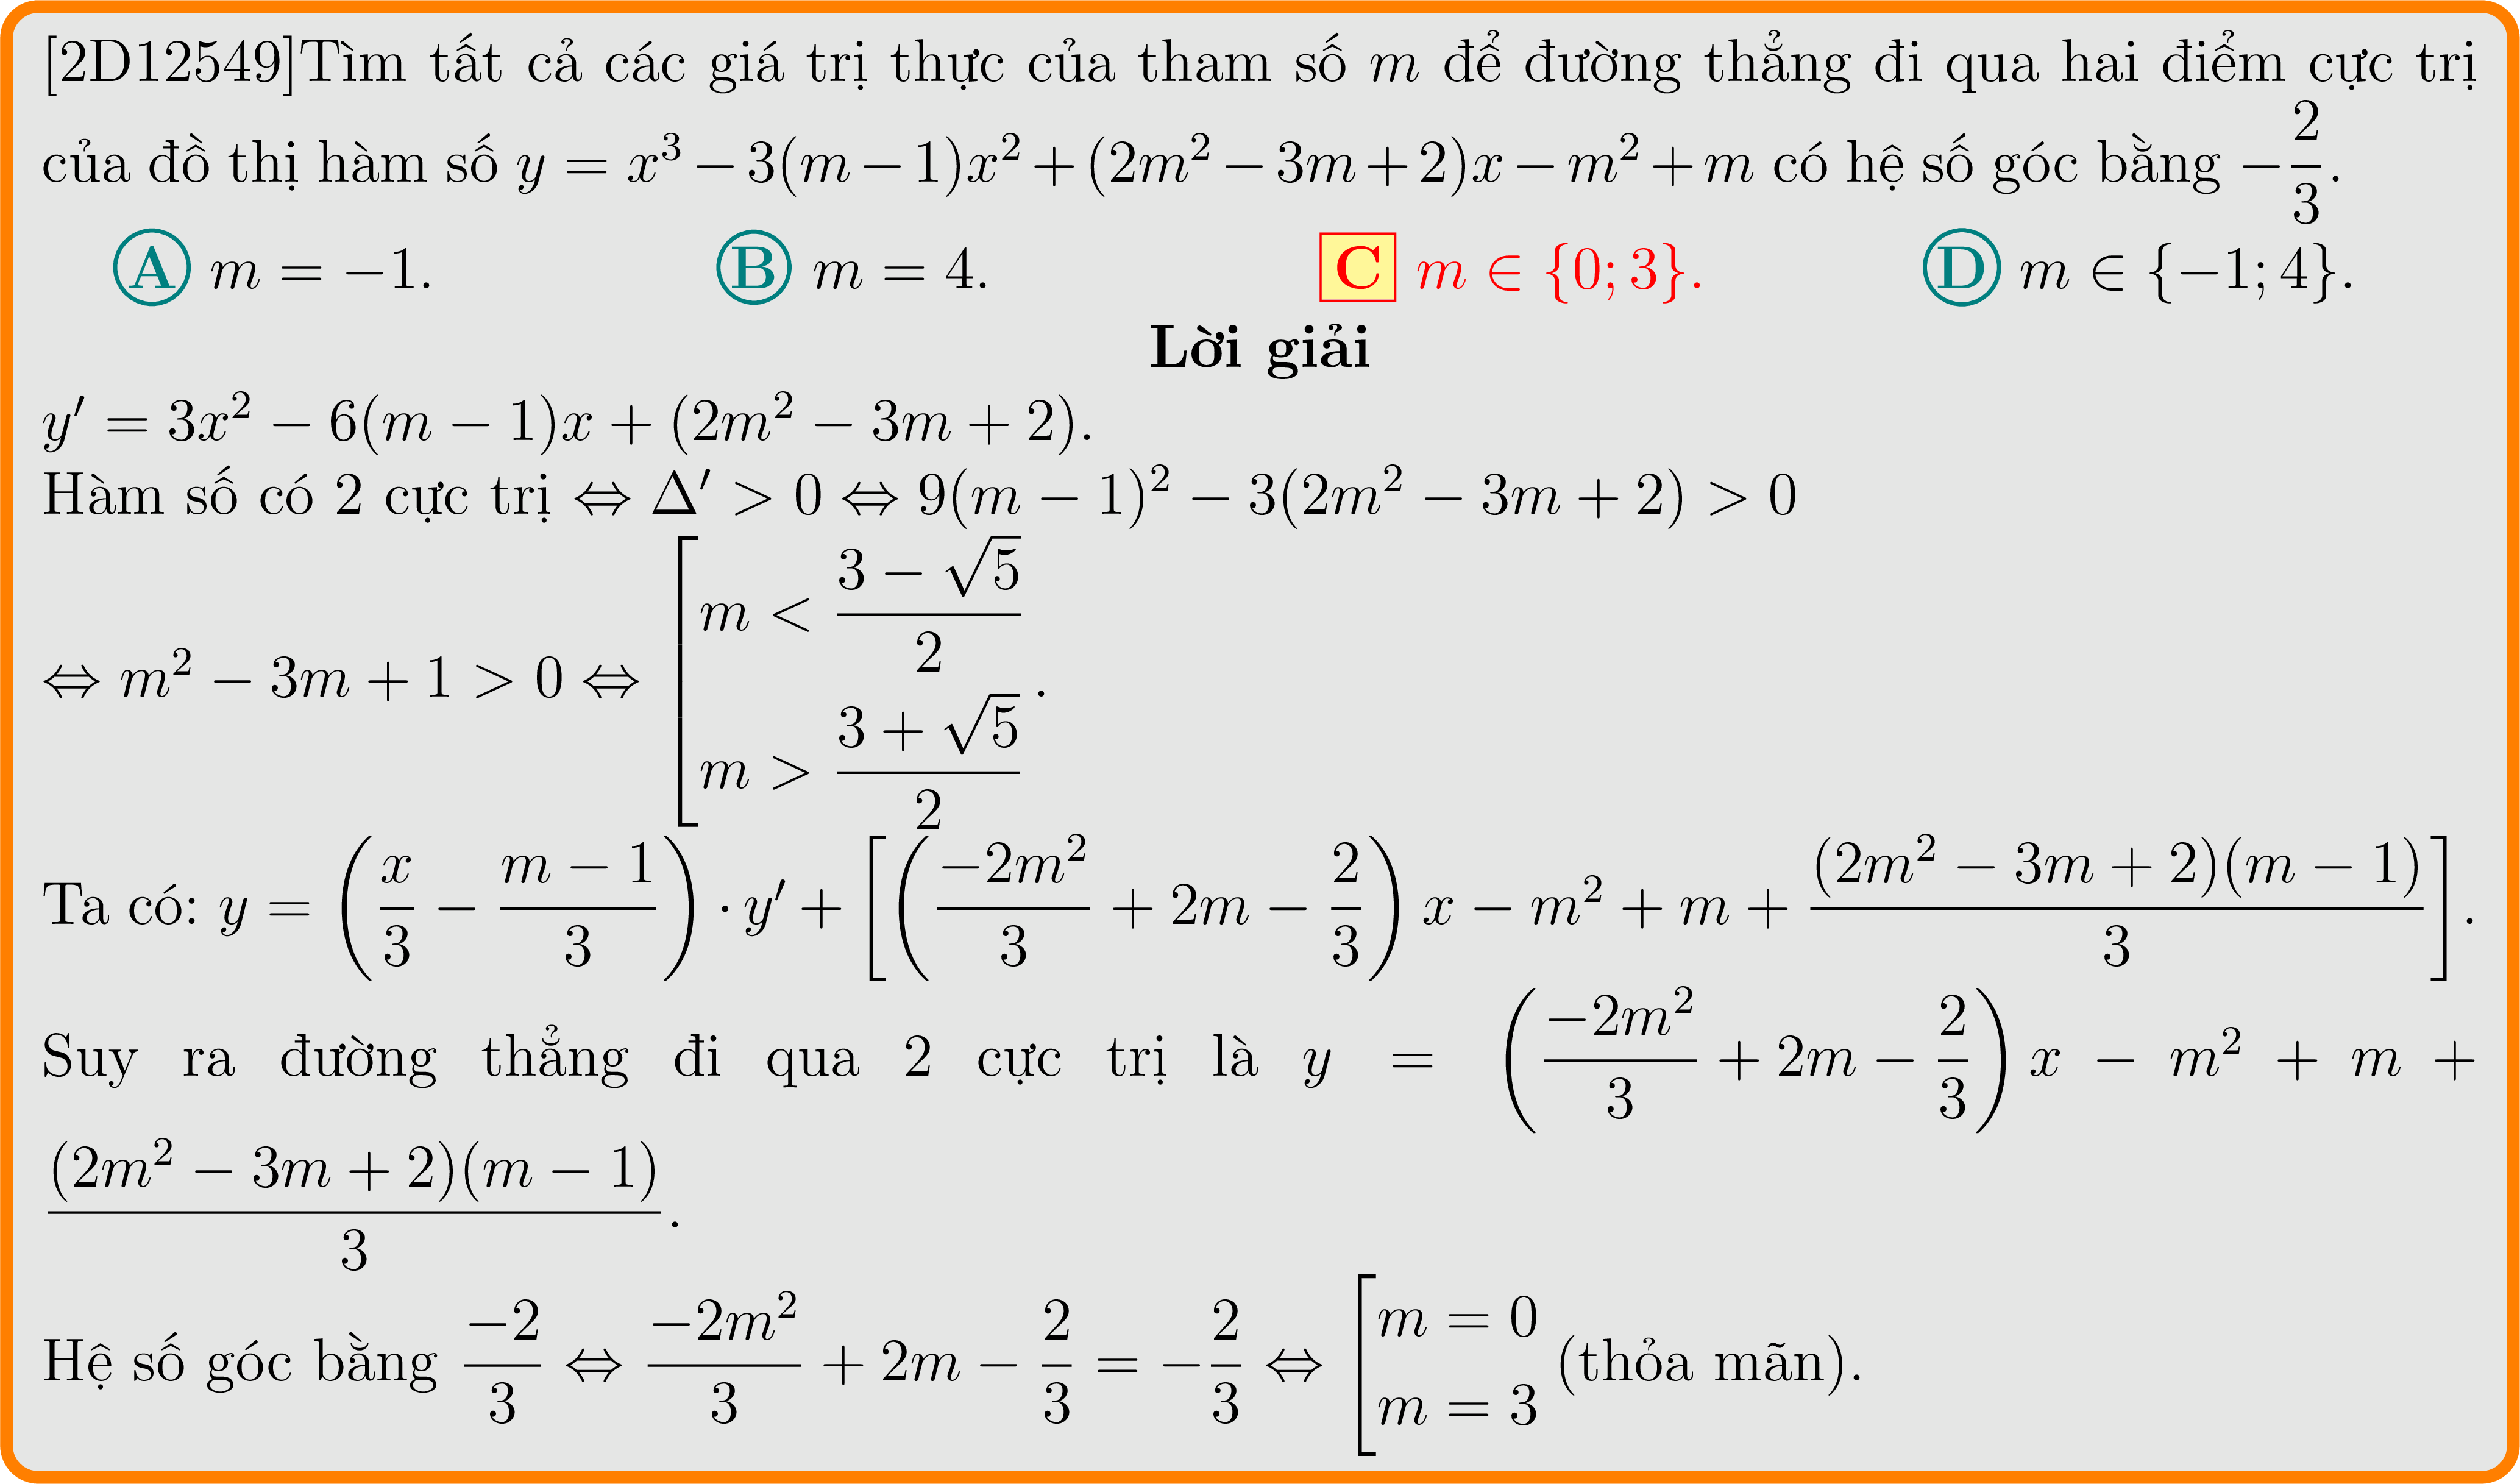 [2D12549]Tìm tất cả các giá trị thực của tham số m để đường thẳng đi qua hai điểm cực trị
của đồ thị hàm số $y = x^3 - 3(m - 1)x^2 + (2m^2 - 3m + 2)x - m^2 + m$ có hệ số góc bằng $-\frac{2}{3}$.
A $m = -1$. B $m = 4$. C $m \in \{0; 3\}$. D $m \in \{-1; 4\}$.
Lời giải
$y' = 3x^2 - 6(m - 1)x + (2m^2 - 3m + 2)$.
Hàm số có 2 cực trị $\Leftrightarrow \Delta' > 0 \Leftrightarrow 9(m - 1)^2 - 3(2m^2 - 3m + 2) > 0$
$\Leftrightarrow m^2 - 3m + 1 > 0 \Leftrightarrow \left[\begin{array}{l} m < \frac{3 - \sqrt{5}}{2} \\ m > \frac{3 + \sqrt{5}}{2} \end{array}\right.$.
Ta có: $y = \left(\frac{x}{3} - \frac{m - 1}{3}\right) \cdot y' + \left[\left(\frac{-2m^2}{3} + 2m - \frac{2}{3}\right)x - m^2 + m + \frac{(2m^2 - 3m + 2)(m - 1)}{3}\right]$.
Suy ra đường thẳng đi qua 2 cực trị là $y = \left(\frac{-2m^2}{3} + 2m - \frac{2}{3}\right)x - m^2 + m +$
$\frac{(2m^2 - 3m + 2)(m - 1)}{3}$.
Hệ số góc bằng $\frac{-2}{3} \Leftrightarrow \frac{-2m^2}{3} + 2m - \frac{2}{3} = -\frac{2}{3} \Leftrightarrow \left[\begin{array}{l} m = 0 \\ m = 3 \end{array}\right.$ (thỏa mãn).